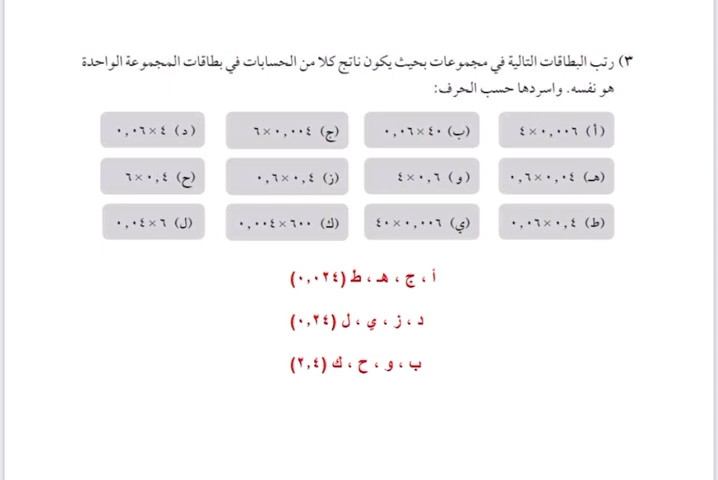 ٣) رتب البطاقات التالية في مجموعات بحيث يكون ناتج كلا من الحسابات في بطاقات المجموعة الواحدة
هو نفسه. واسردها حسب الحرف:
(أ) ٠,٠٠٦ × ٤ (ب) ٤٠ × ٠,٠٦ (ج) ٠,٠٠٤ × ٦ (د) ٤ × ٠,٠٦
(هـ) ٠,٠٤ × ٠,٦ (و) ٠,٦ × ٤ (ز) ٠,٤ × ٠,٦ (ح) ٠,٤ × ٦
(ط) ٠,٤ × ٠,٠٦ (ي) ٠,٠٠٦ × ٤٠ (ك) ٦٠٠ × ٠,٠٠٤ (ل) ٦ × ٠,٠٤
أ ، ج ، هـ ، ط (٠,٠٢٤)
د ، ز ، ي ، ل (٠,٢٤)
ب ، و ، ح ، ك (٢,٤)